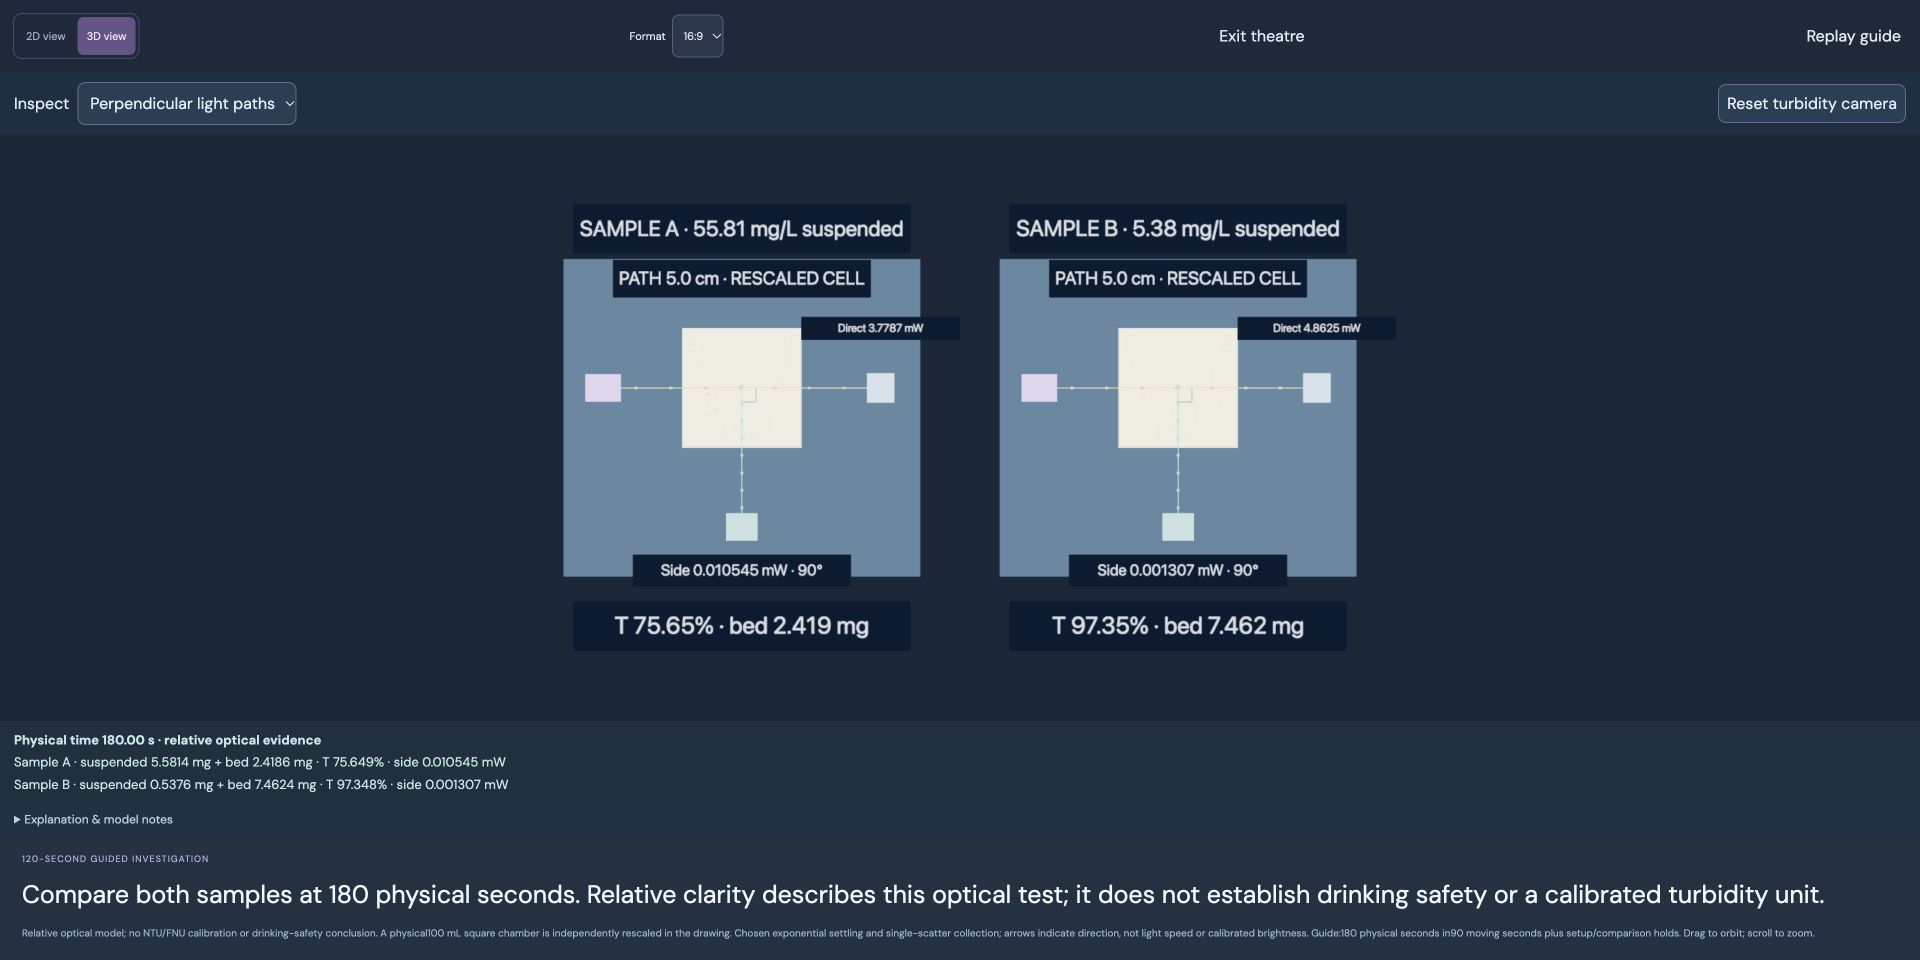 2D view
3D view
Format
16:9
Exit theatre
Replay guide
Inspect
Perpendicular light paths
Reset turbidity camera
SAMPLE A · 55.81 mg/L suspended
PATH 5.0 cm · RESCALED CELL
Direct 3.7787 mW
Side 0.010545 mW · 90°
T 75.65% · bed 2.419 mg
SAMPLE B · 5.38 mg/L suspended
PATH 5.0 cm · RESCALED CELL
Direct 4.8625 mW
Side 0.001307 mW · 90°
T 97.35% · bed 7.462 mg
Physical time 180.00 s · relative optical evidence
Sample A · suspended 5.5814 mg + bed 2.4186 mg · T 75.649% · side 0.010545 mW
Sample B · suspended 0.5376 mg + bed 7.4624 mg · T 97.348% · side 0.001307 mW
Explanation & model notes
120-SECOND GUIDED INVESTIGATION
Compare both samples at 180 physical seconds. Relative clarity describes this optical test; it does not establish drinking safety or a calibrated turbidity unit.
Relative optical model; no NTU/FNU calibration or drinking-safety conclusion. A physical100 mL square chamber is independently rescaled in the drawing. Chosen exponential settling and single-scatter collection; arrows indicate direction, not light speed or calibrated brightness. Guide:180 physical seconds in90 moving seconds plus setup/comparison holds. Drag to orbit; scroll to zoom.